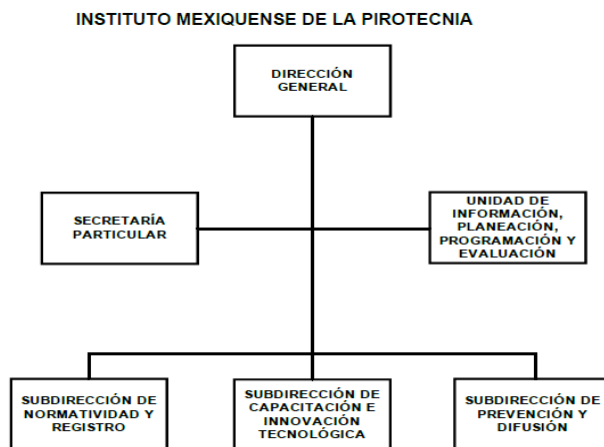 INSTITUTO MEXIQUENSE DE LA PIROTECNIA
DIRECCIÓN
GENERAL
SECRETARÍA
PARTICULAR
UNIDAD DE
INFORMACIÓN,
PLANEACIÓN,
PROGRAMACIÓN Y
EVALUACIÓN
SUBDIRECCIÓN DE
NORMATIVIDAD Y
REGISTRO
SUBDIRECCIÓN DE
CAPACITACIÓN E
INNOVACIÓN
TECNOLÓGICA
SUBDIRECCIÓN DE
PREVENCIÓN Y
DIFUSIÓN